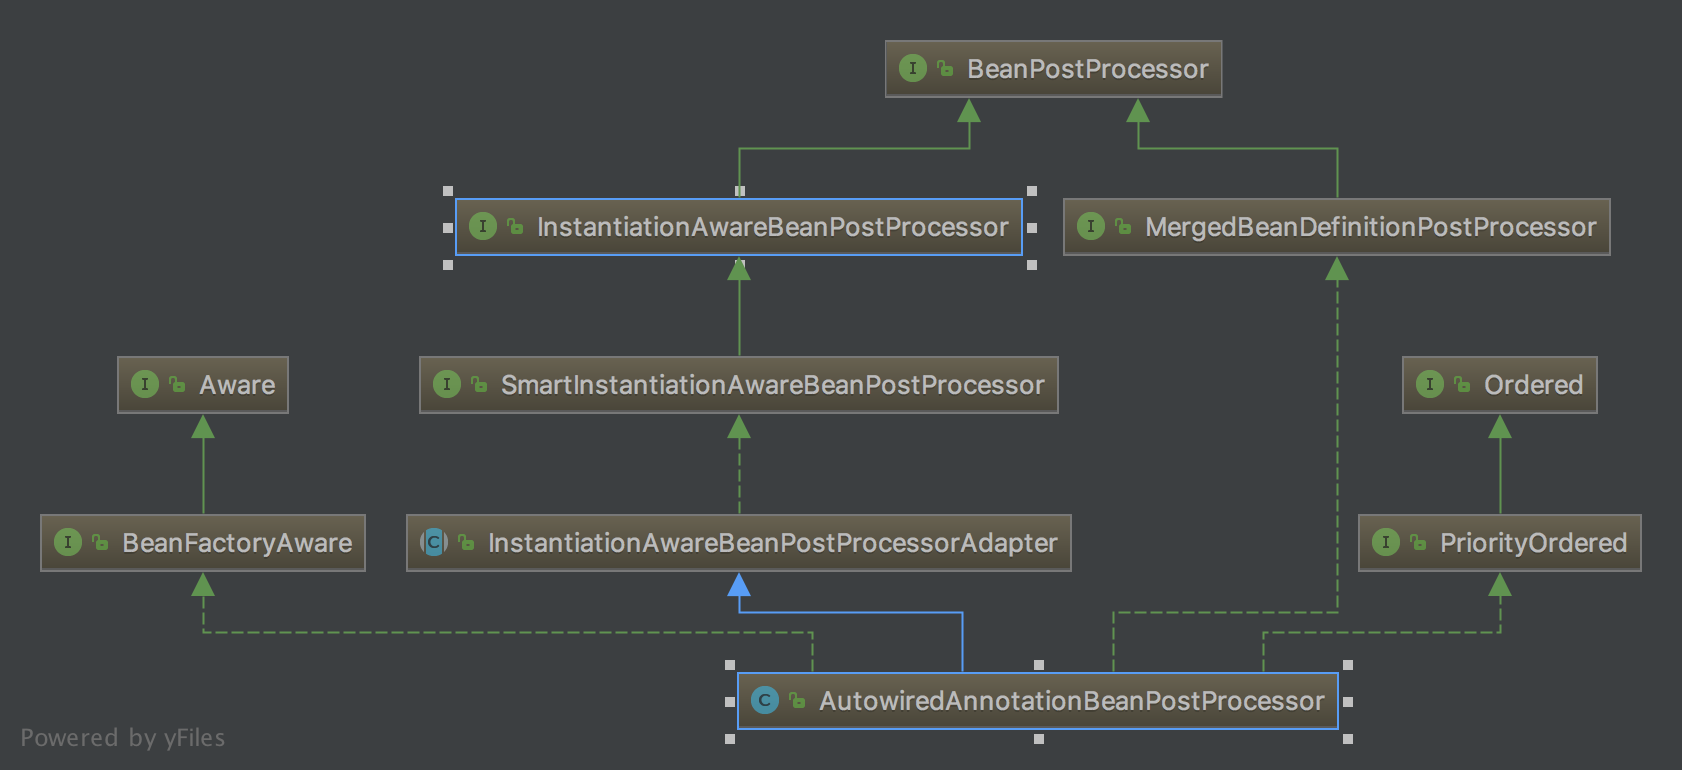 BeanPostProcessor
InstantiationAwareBeanPostProcessor
MergedBeanDefinitionPostProcessor
Aware
SmartInstantiationAwareBeanPostProcessor
Ordered
BeanFactoryAware
InstantiationAwareBeanPostProcessorAdapter
PriorityOrdered
AutowiredAnnotationBeanPostProcessor
Powered by yFiles